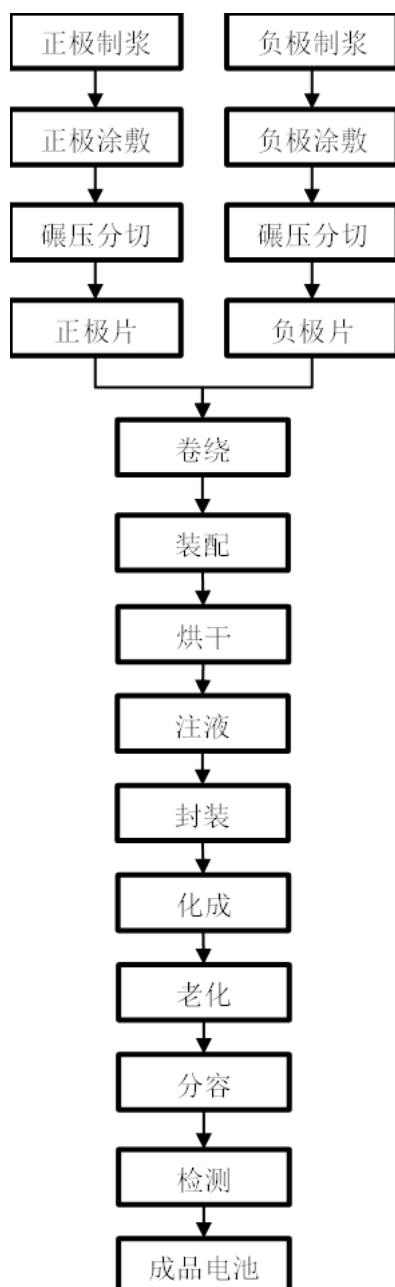 正极制浆
负极制浆
正极涂敷
负极涂敷
碾压分切
碾压分切
正极片
负极片
卷绕
装配
烘干
注液
封装
化成
老化
分容
检测
成品电池